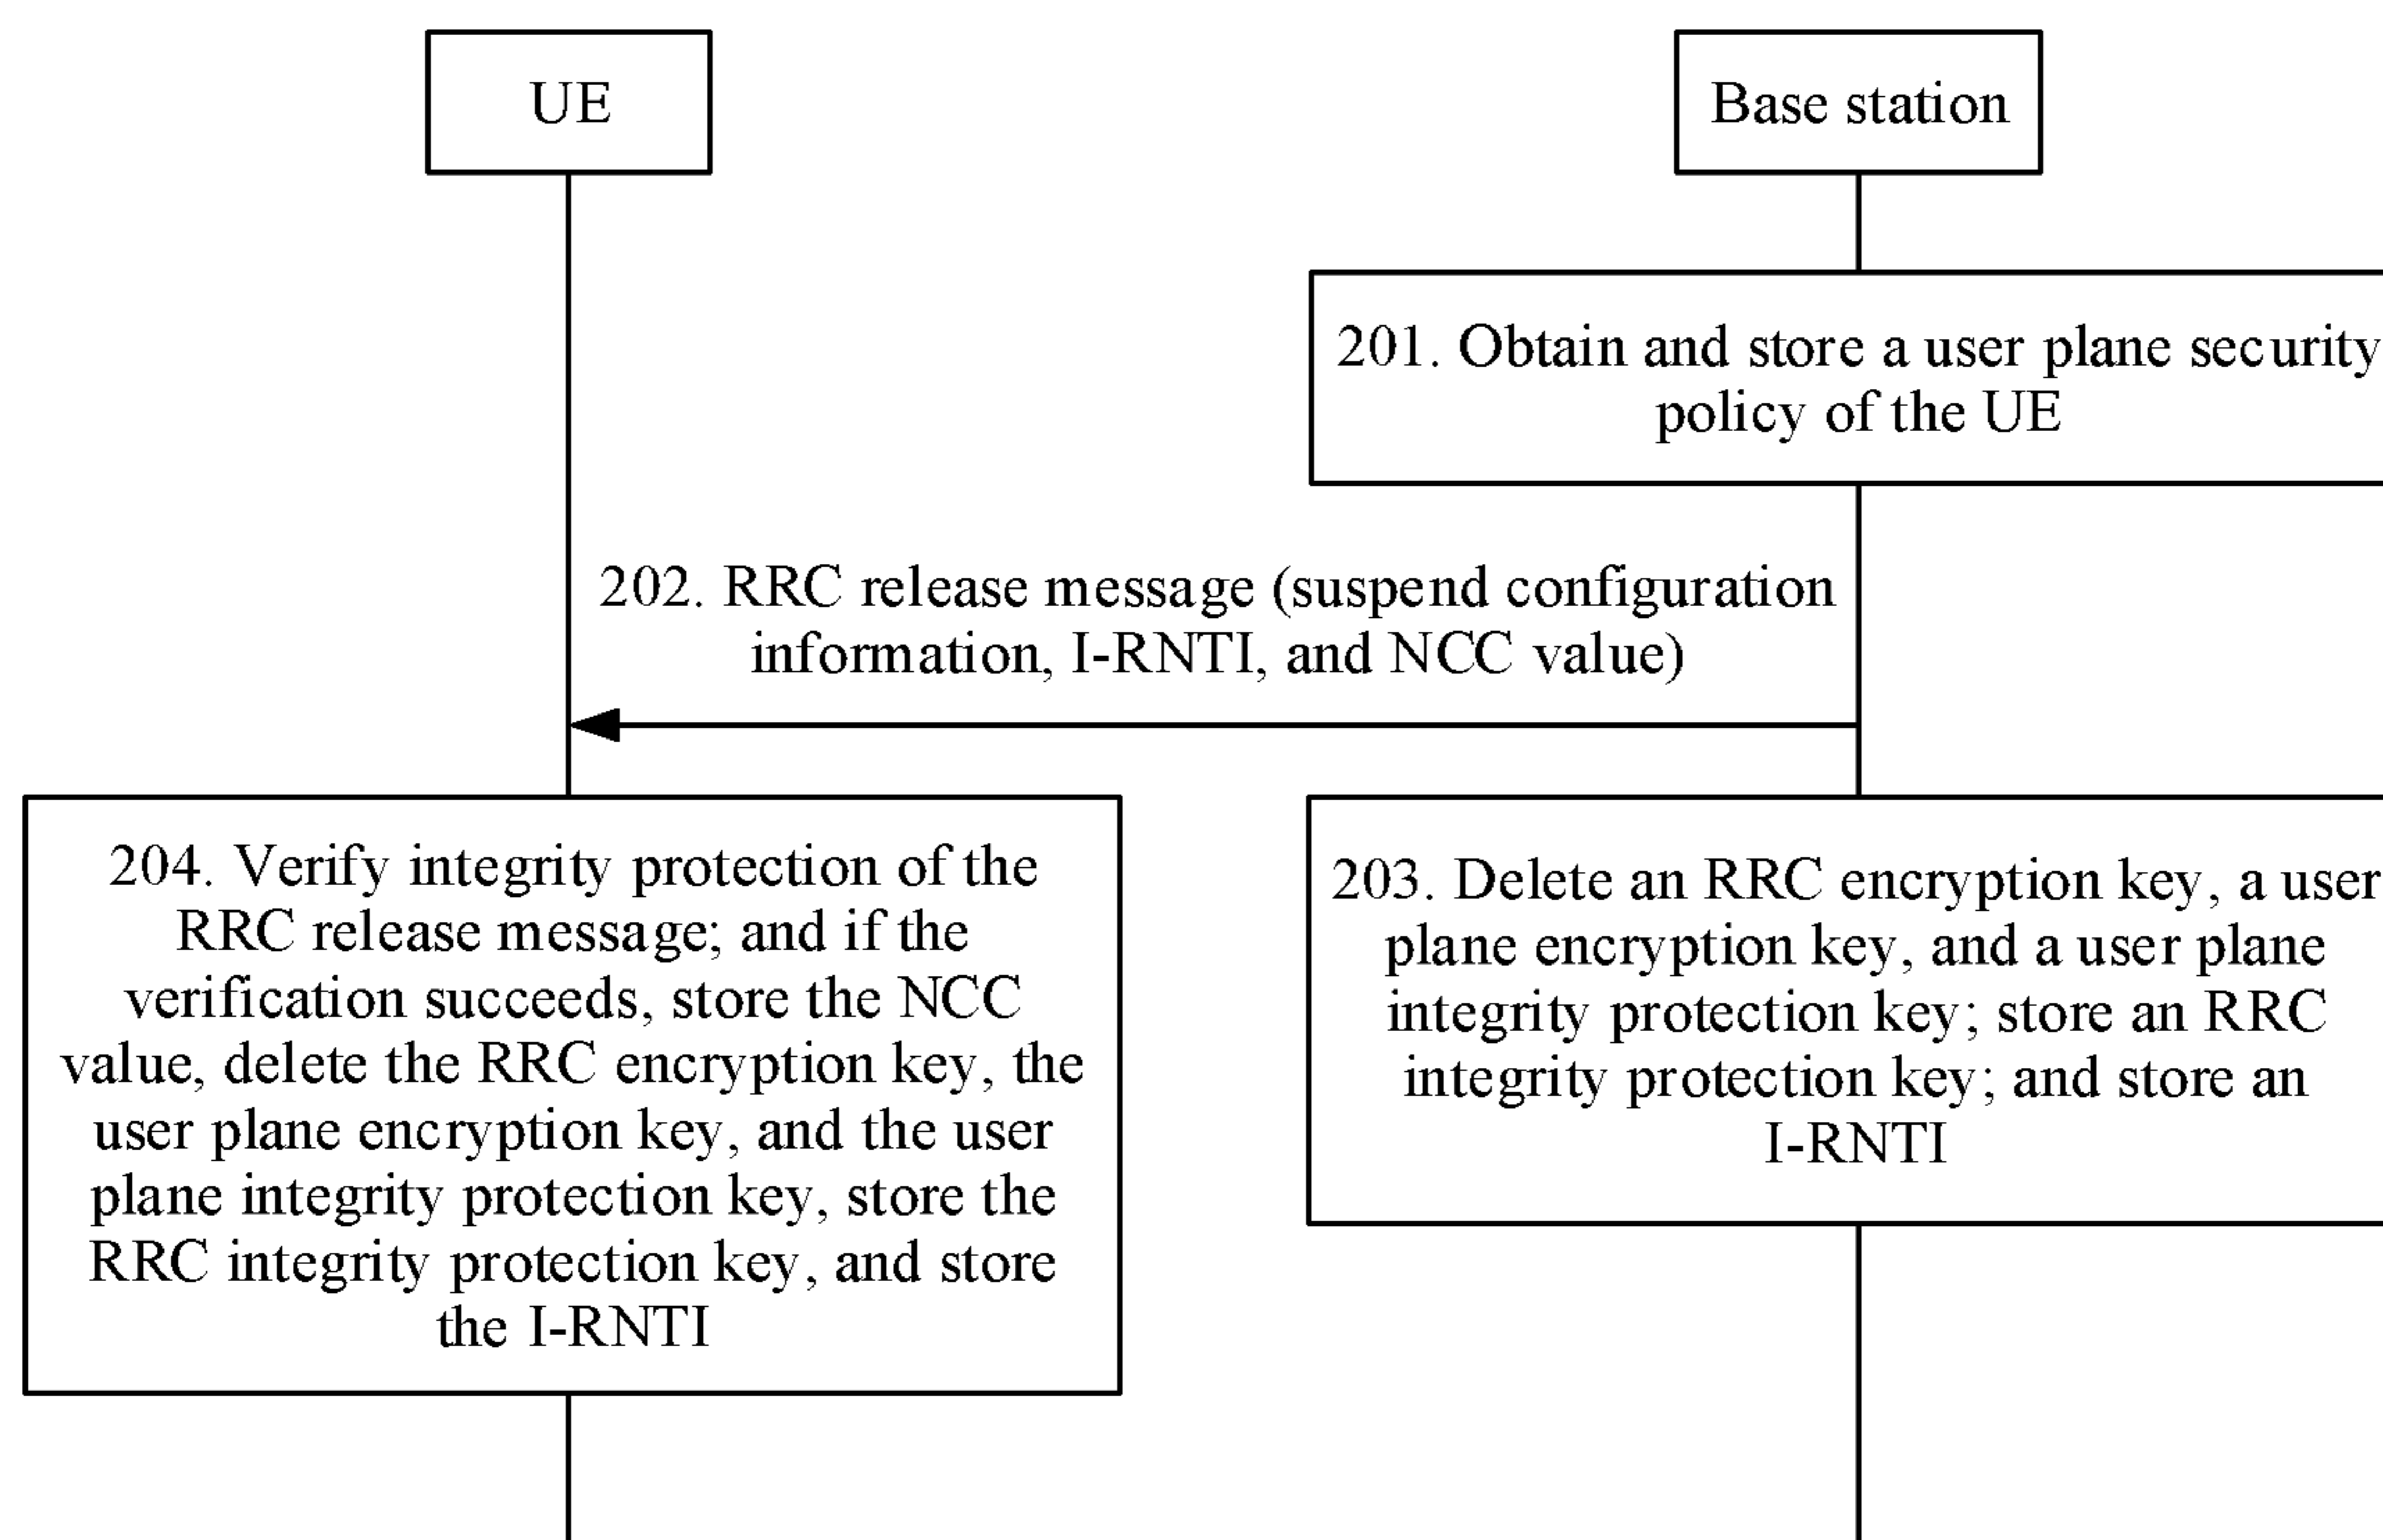 UE
Base station
201. Obtain and store a user plane security
policy of the UE
202. RRC release message (suspend configuration
information, I-RNTI, and NCC value)
204. Verify integrity protection of the
RRC release message; and if the
verification succeeds, store the NCC
value, delete the RRC encryption key, the
user plane encryption key, and the user
plane integrity protection key, store the
RRC integrity protection key, and store
the I-RNTI
203. Delete an RRC encryption key, a user
plane encryption key, and a user plane
integrity protection key; store an RRC
integrity protection key; and store an
I-RNTI